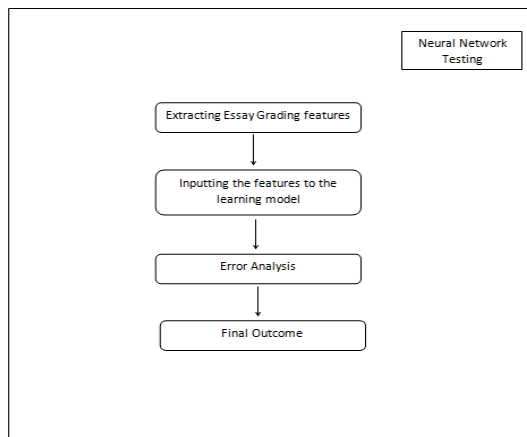 Neural Network
Testing
Extracting Essay Grading features
Inputting the features to the
learning model
Error Analysis
Final Outcome